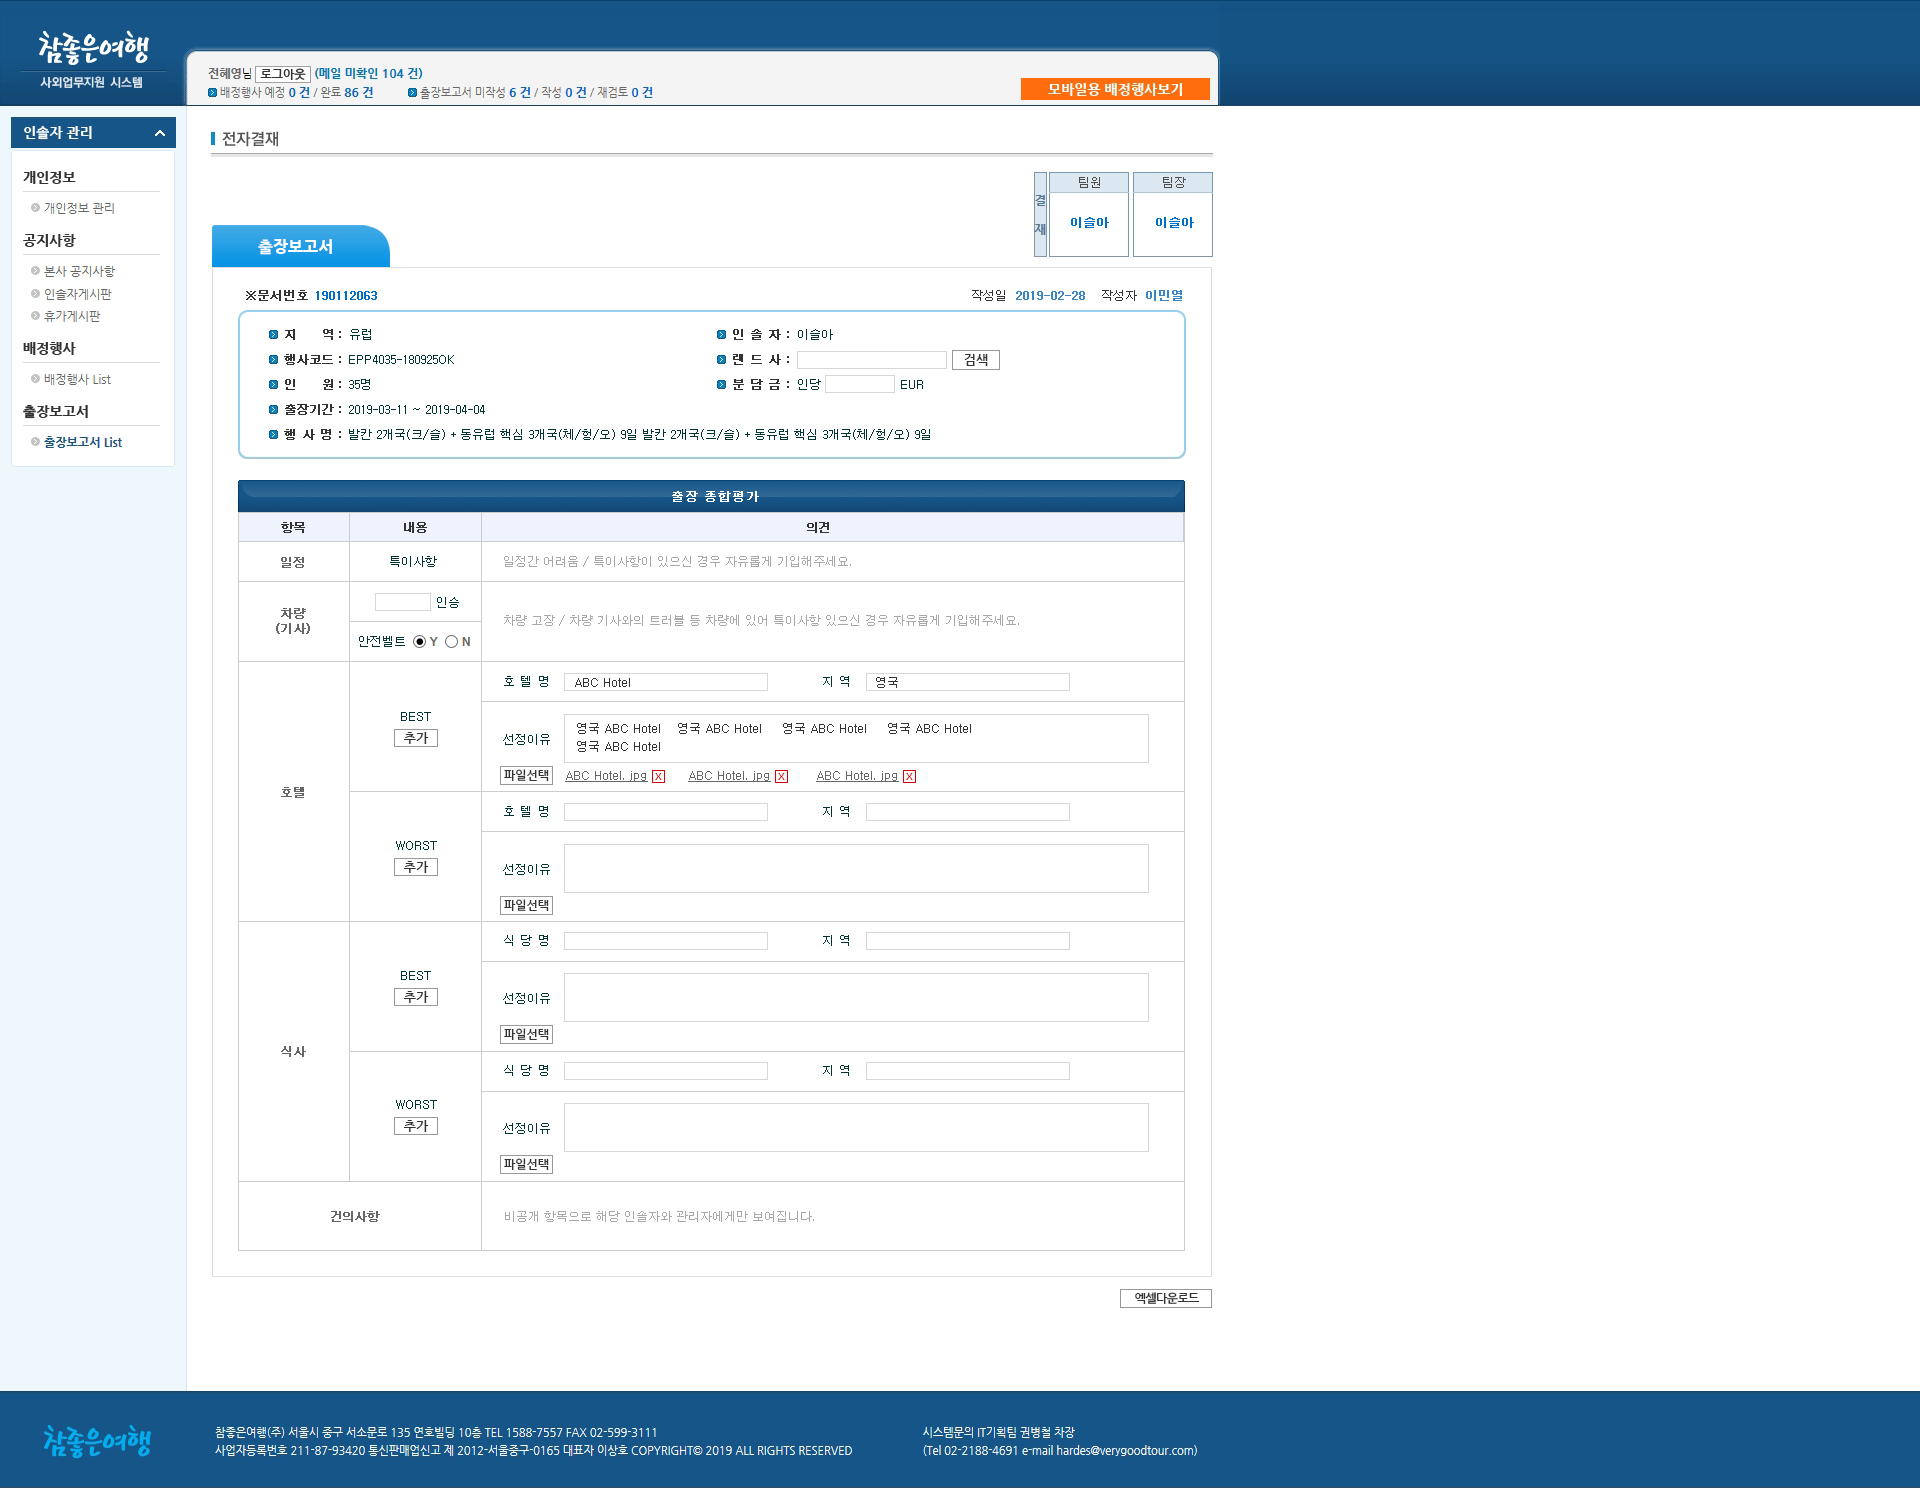 참좋은여행
사외업무지원 시스템
전혜영님 로그아웃 (메일 미확인 104 건)
배정행사 예정 0 건 / 완료 86 건 출장보고서 미작성 6 건 / 작성 0 건 / 재검토 0 건
모바일용 배정행사보기
인솔자 관리
개인정보
개인정보 관리
공지사항
본사 공지사항
인솔자게시판
휴가게시판
배정행사
배정행사 List
출장보고서
출장보고서 List
전자결재
결재
팀원 팀장
이슬아 이슬아
출장보고서
※문서번호 190112063 작성일 2019-02-28 작성자 이민열
지 역 : 유럽 인 솔 자 : 이슬아
행사코드 : EPP4035-180925OK 랜 드 사 : 검색
인 원 : 35명 분 담 금 : 인당 EUR
출장기간 : 2019-03-11 ~ 2019-04-04
행 사 명 : 발칸 2개국(크/슬) + 동유럽 핵심 3개국(체/헝/오) 9일 발칸 2개국(크/슬) + 동유럽 핵심 3개국(체/헝/오) 9일
출장 종합평가
항목 내용 의견
일정 특이사항 일정간 어려움 / 특이사항이 있으신 경우 자유롭게 기입해주세요.
차량
(기사)
인승
안전벨트 Y N
차량 고장 / 차량 기사와의 트러블 등 차량에 있어 특이사항 있으신 경우 자유롭게 기입해주세요.
호텔
BEST
추가
호 텔 명 ABC Hotel 지 역 영국
선정이유
영국 ABC Hotel 영국 ABC Hotel 영국 ABC Hotel 영국 ABC Hotel
영국 ABC Hotel
파일선택 ABC Hotel. jpg X ABC Hotel. jpg X ABC Hotel. jpg X
WORST
추가
호 텔 명 지 역
선정이유
파일선택
식사
BEST
추가
식 당 명 지 역
선정이유
파일선택
WORST
추가
식 당 명 지 역
선정이유
파일선택
건의사항 비공개 항목으로 해당 인솔자와 관리자에게만 보여집니다.
엑셀다운로드
참좋은여행
참좋은여행(주) 서울시 중구 서소문로 135 연호빌딩 10층 TEL 1588-7557 FAX 02-599-3111
사업자등록번호 211-87-93420 통신판매업신고 제 2012-서울중구-0165 대표자 이상호 COPYRIGHT© 2019 ALL RIGHTS RESERVED
시스템문의 IT기획팀 권병철 차장
(Tel 02-2188-4691 e-mail hardes@verygoodtour.com)